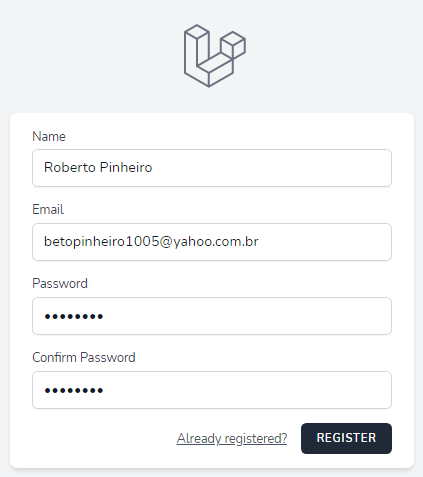 Name
Roberto Pinheiro
Email
betopinheiro1005@yahoo.com.br
Password
••••••••
Confirm Password
••••••••
Already registered? REGISTER